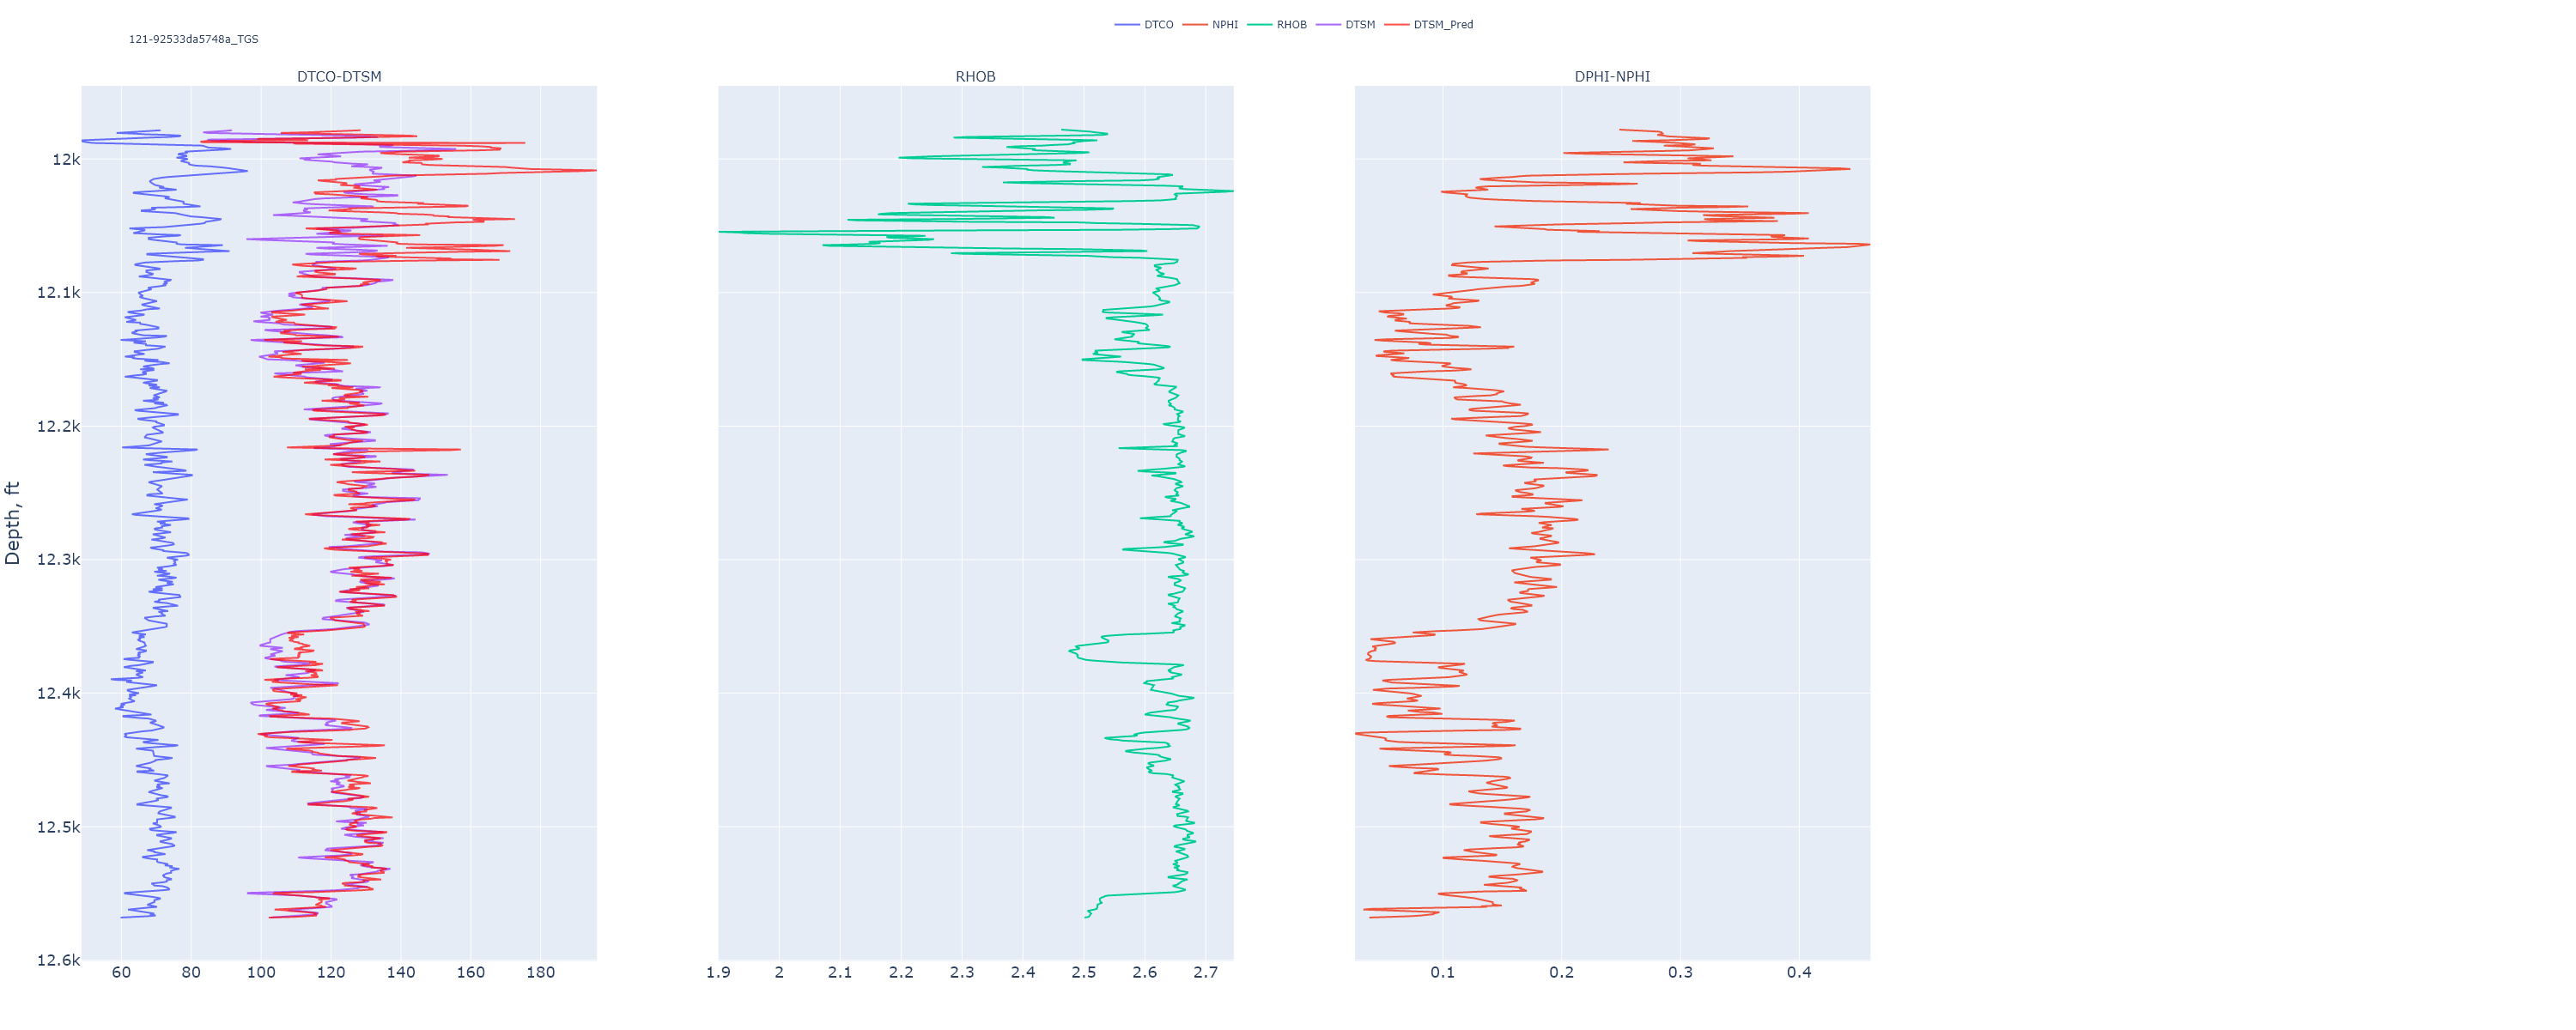 DTCO NPHI RHOB DTSM DTSM_Pred
121-92533da5748a_TGS
DTCO-DTSM RHOB DPHI-NPHI
Depth, ft
12k
12.1k
12.2k
12.3k
12.4k
12.5k
12.6k
60 80 100 120 140 160 180
1.9 2 2.1 2.2 2.3 2.4 2.5 2.6 2.7
0.1 0.2 0.3 0.4